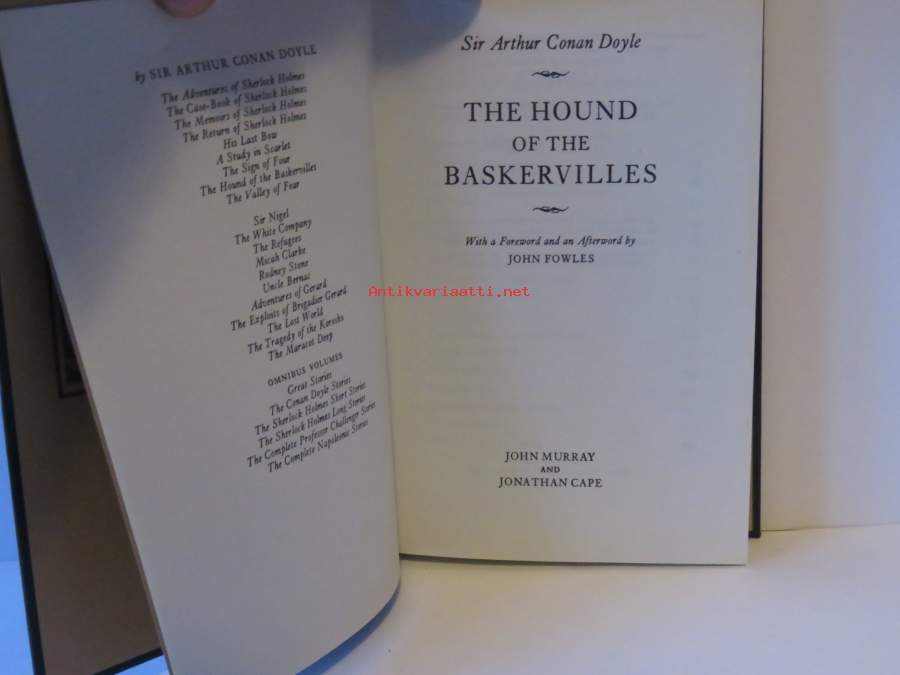 by SIR ARTHUR CONAN DOYLE
The Adventures of Sherlock Holmes
The Case-Book of Sherlock Holmes
The Memoirs of Sherlock Holmes
The Return of Sherlock Holmes
His Last Bow
A Study in Scarlet
The Sign of Four
The Hound of the Baskervilles
The Valley of Fear
Sir Nigel
The White Company
The Refugees
Micah Clarke
Rodney Stone
Uncle Bernac
Adventures of Gerard
The Exploits of Brigadier Gerard
The Lost World
The Tragedy of the Korosko
The Maracot Deep
OMNIBUS VOLUMES
Great Stories
The Conan Doyle Stories
The Sherlock Holmes Short Stories
The Sherlock Holmes Long Stories
The Complete Professor Challenger Stories
The Complete Napoleonic Stories
Sir Arthur Conan Doyle
THE HOUND
OF THE
BASKERVILLES
With a Foreword and an Afterword by
JOHN FOWLES
Antikvariaatti.net
JOHN MURRAY
AND
JONATHAN CAPE